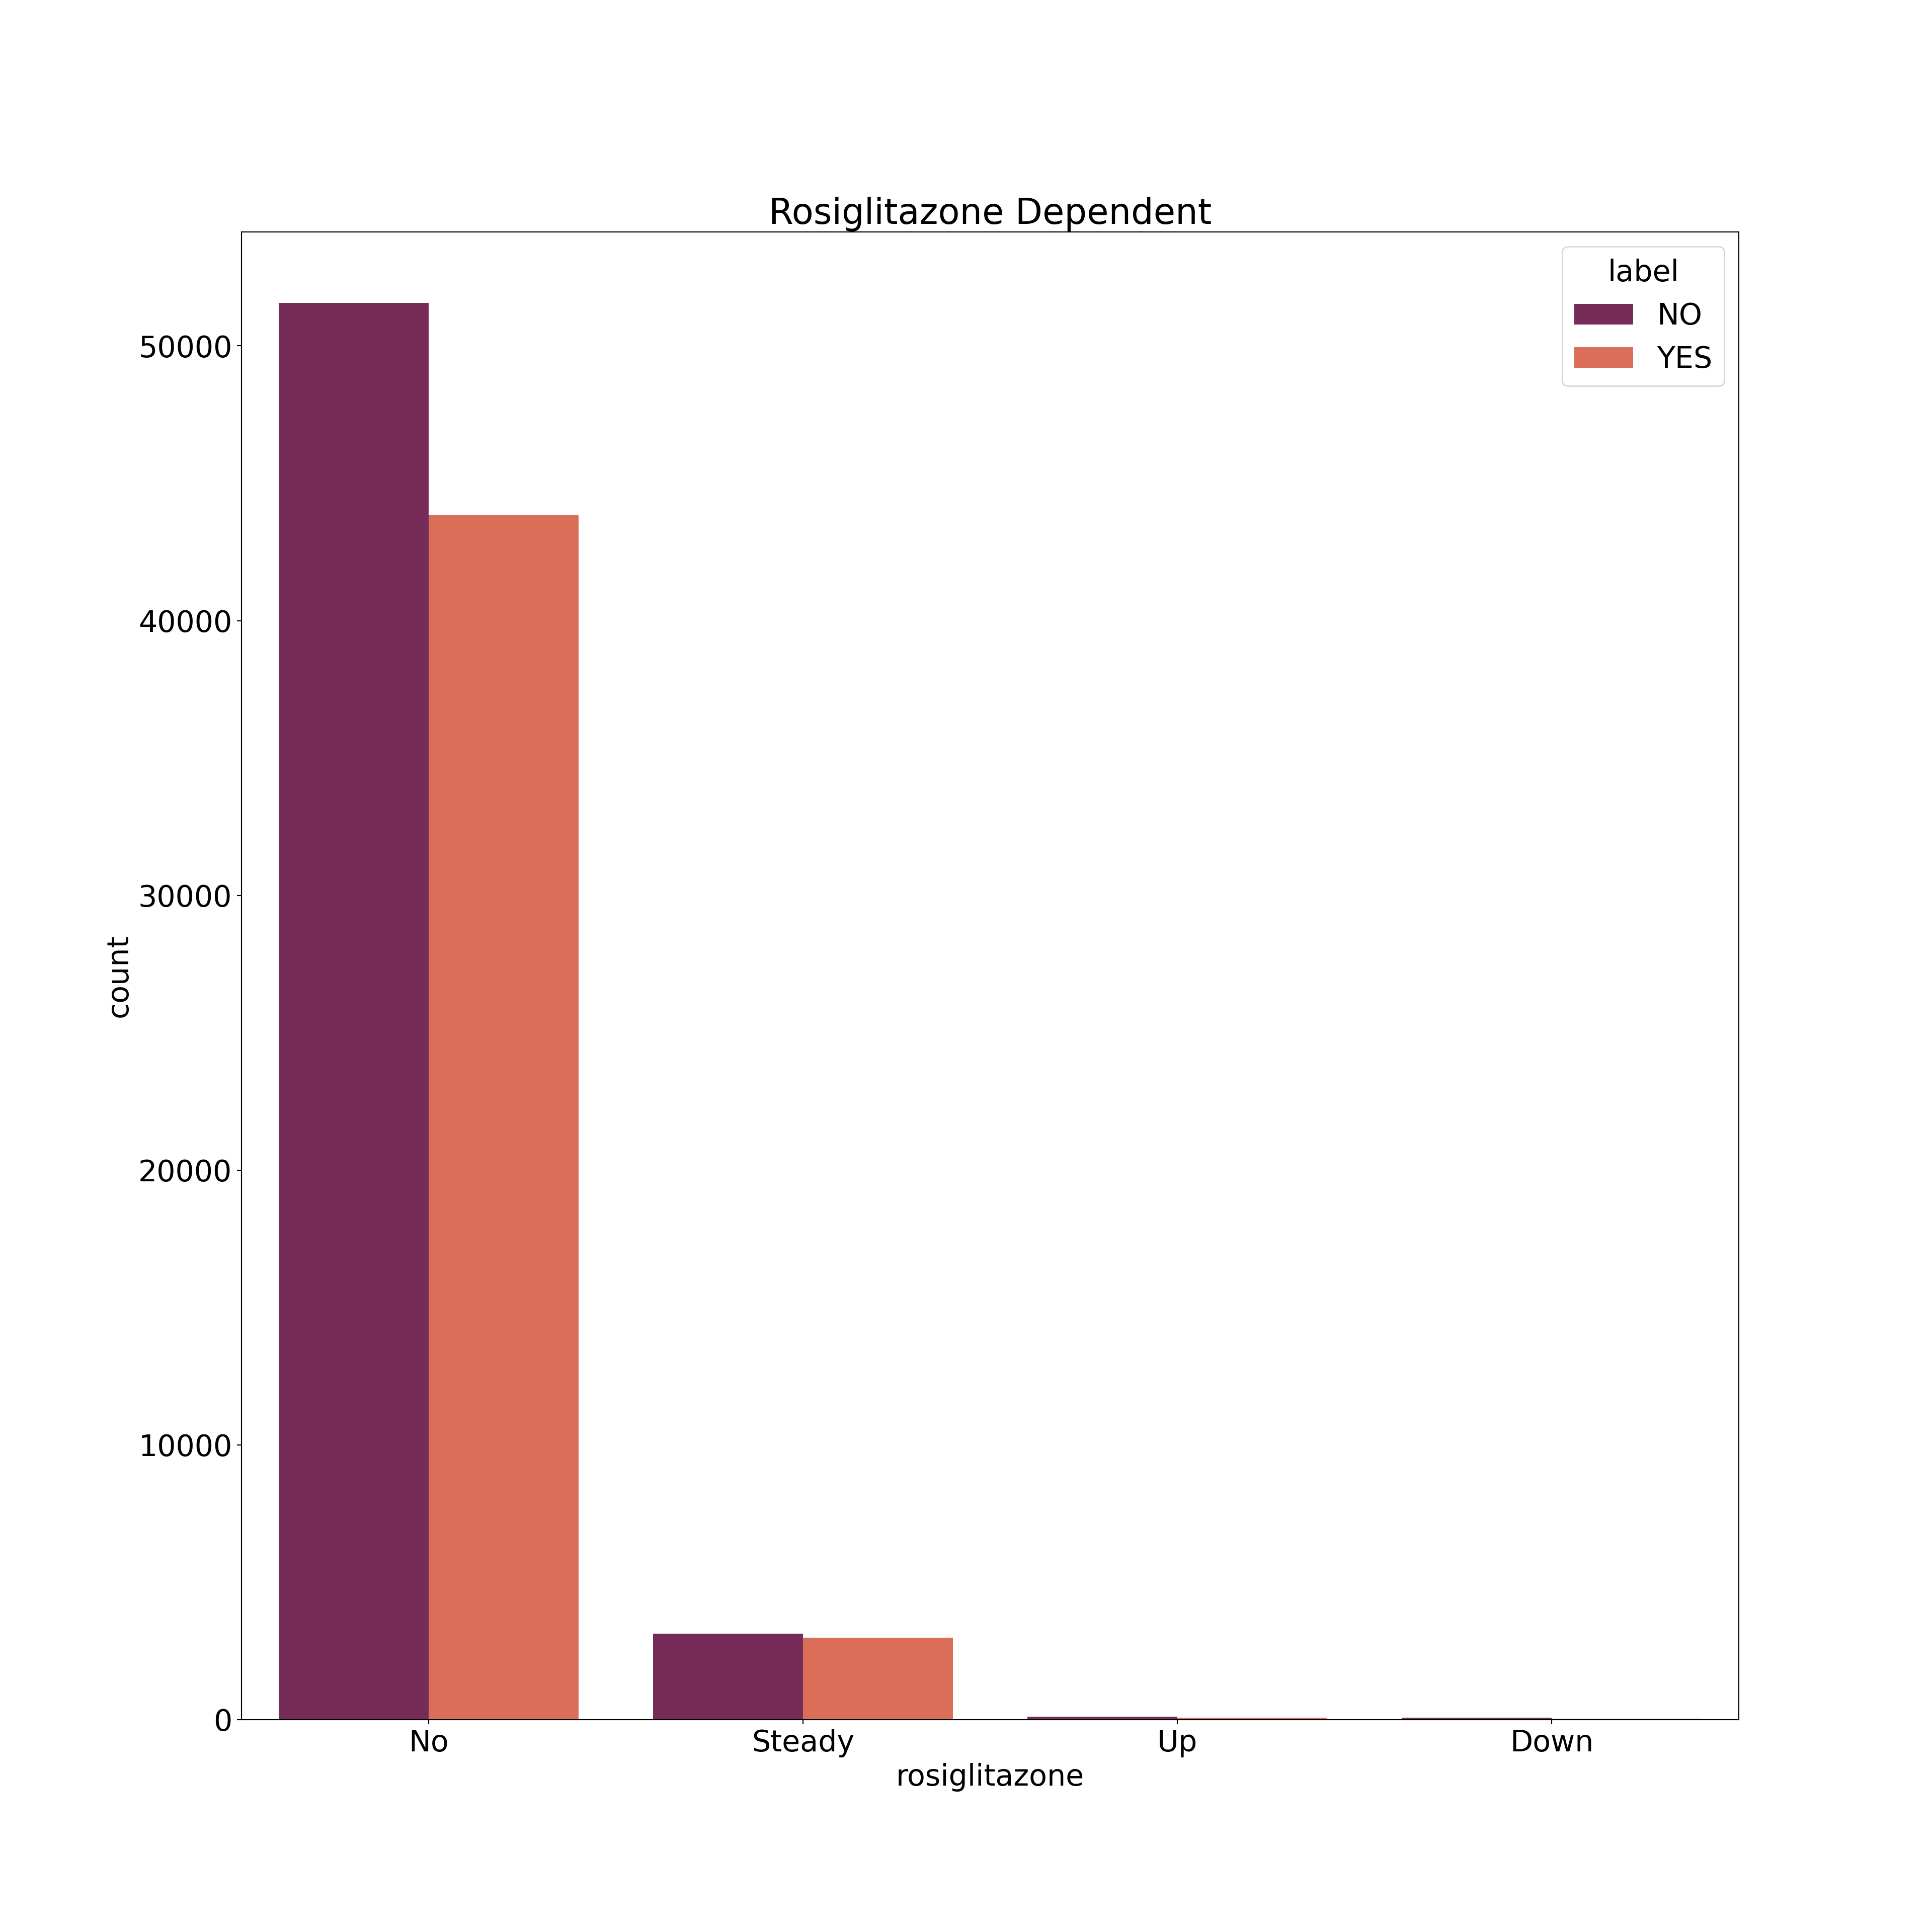 Rosiglitazone Dependent
label
NO
YES
50000
40000
30000
20000
10000
0
count
No Steady Up Down
rosiglitazone